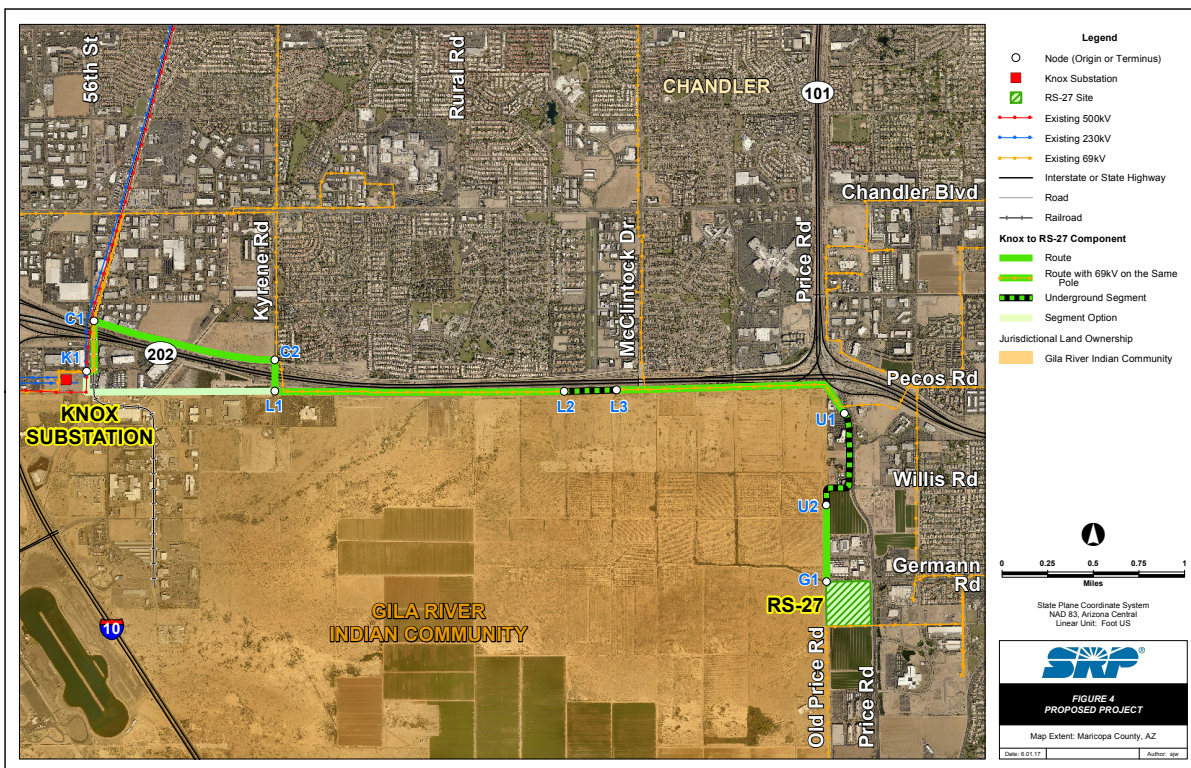 56th St
Rural Rd
CHANDLER
101
Chandler Blvd
Kyrene Rd
McClintock Dr
Price Rd
C1
202
C2
K1
Pecos Rd
KNOX
SUBSTATION
L1
L2
L3
U1
Willis Rd
U2
Germann
Rd
G1
RS-27
GILA RIVER
INDIAN COMMUNITY
10
Old Price Rd
Price Rd
Legend
Node (Origin or Terminus)
Knox Substation
RS-27 Site
Existing 500kV
Existing 230kV
Existing 69kV
Interstate or State Highway
Road
Railroad
Knox to RS-27 Component
Route
Route with 69kV on the Same
Pole
Underground Segment
Segment Option
Jurisdictional Land Ownership
Gila River Indian Community
0 0.25 0.5 0.75 1
Miles
State Plane Coordinate System
NAD 83, Arizona Central
Linear Unit: Foot US
SRP®
FIGURE 4
PROPOSED PROJECT
Map Extent: Maricopa County, AZ
Date: 6.01.17 Author: sjw